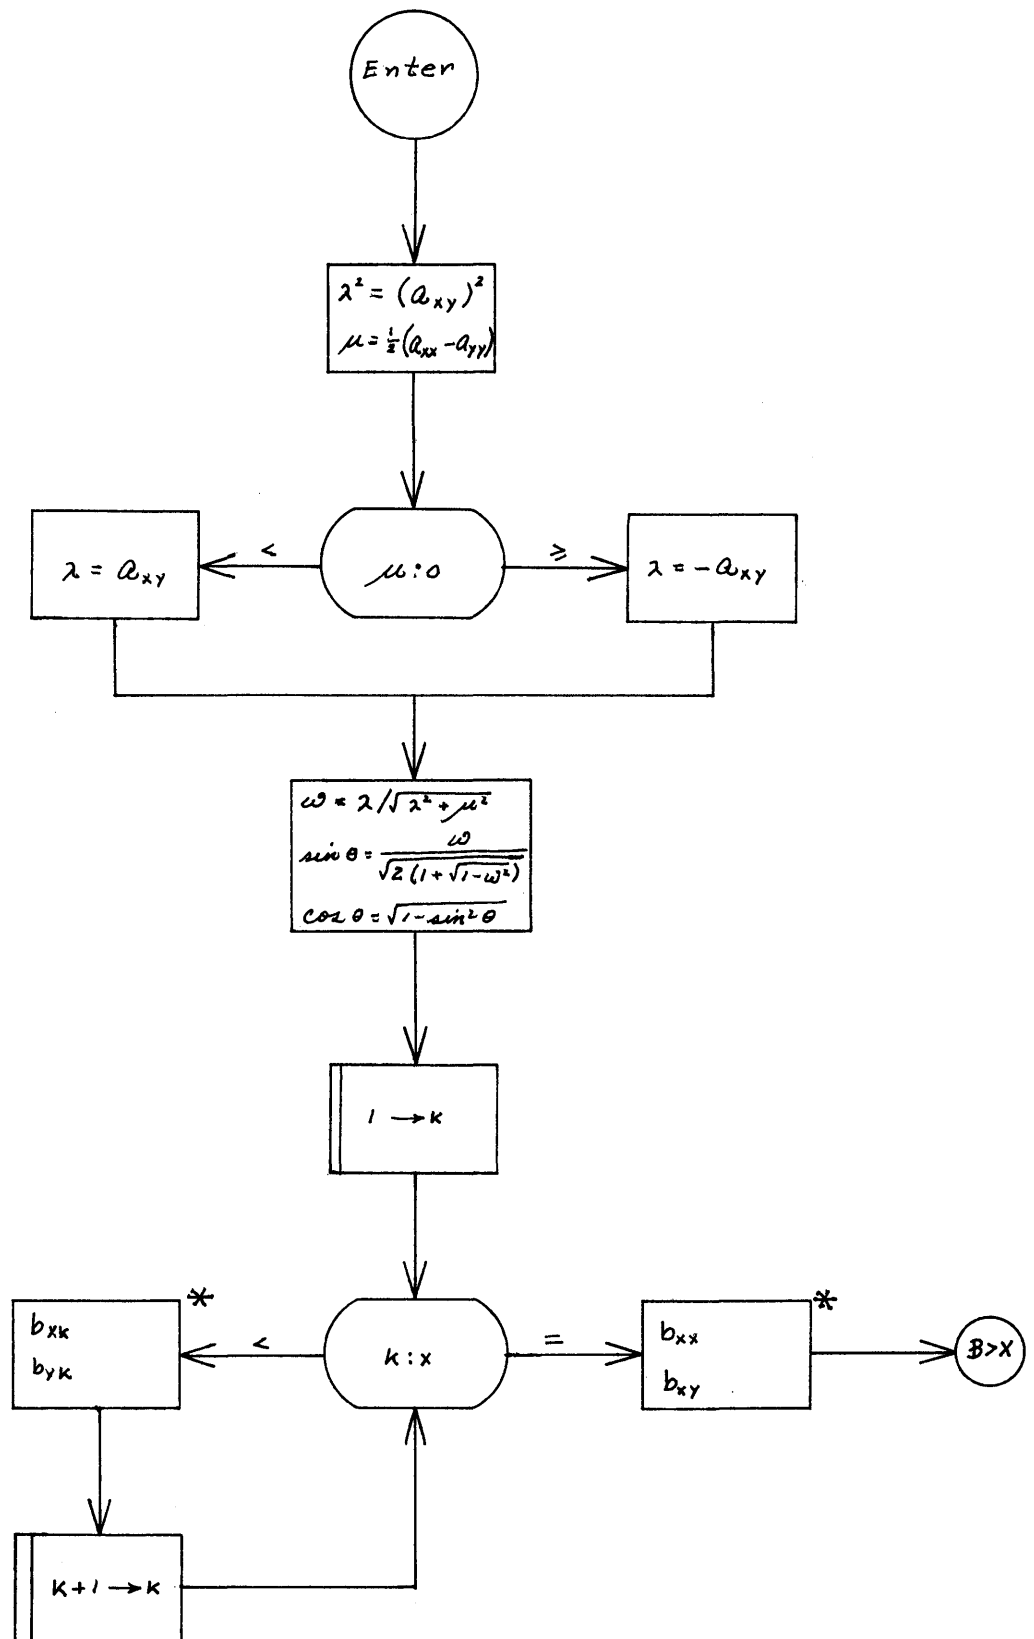 Enter
λ² = (a_xy)²
μ = ½(a_xx - a_yy)
<
μ : 0
≥
λ = a_xy
λ = -a_xy
ω = λ/√(λ² + μ²)
sin θ = ω/√(2(1+√(1-ω²)))
cos θ = √(1-sin² θ)
1 → k
*
b_xk
b_yk
<
k : x
=
*
b_xx
b_xy
B>X
k+1 → k